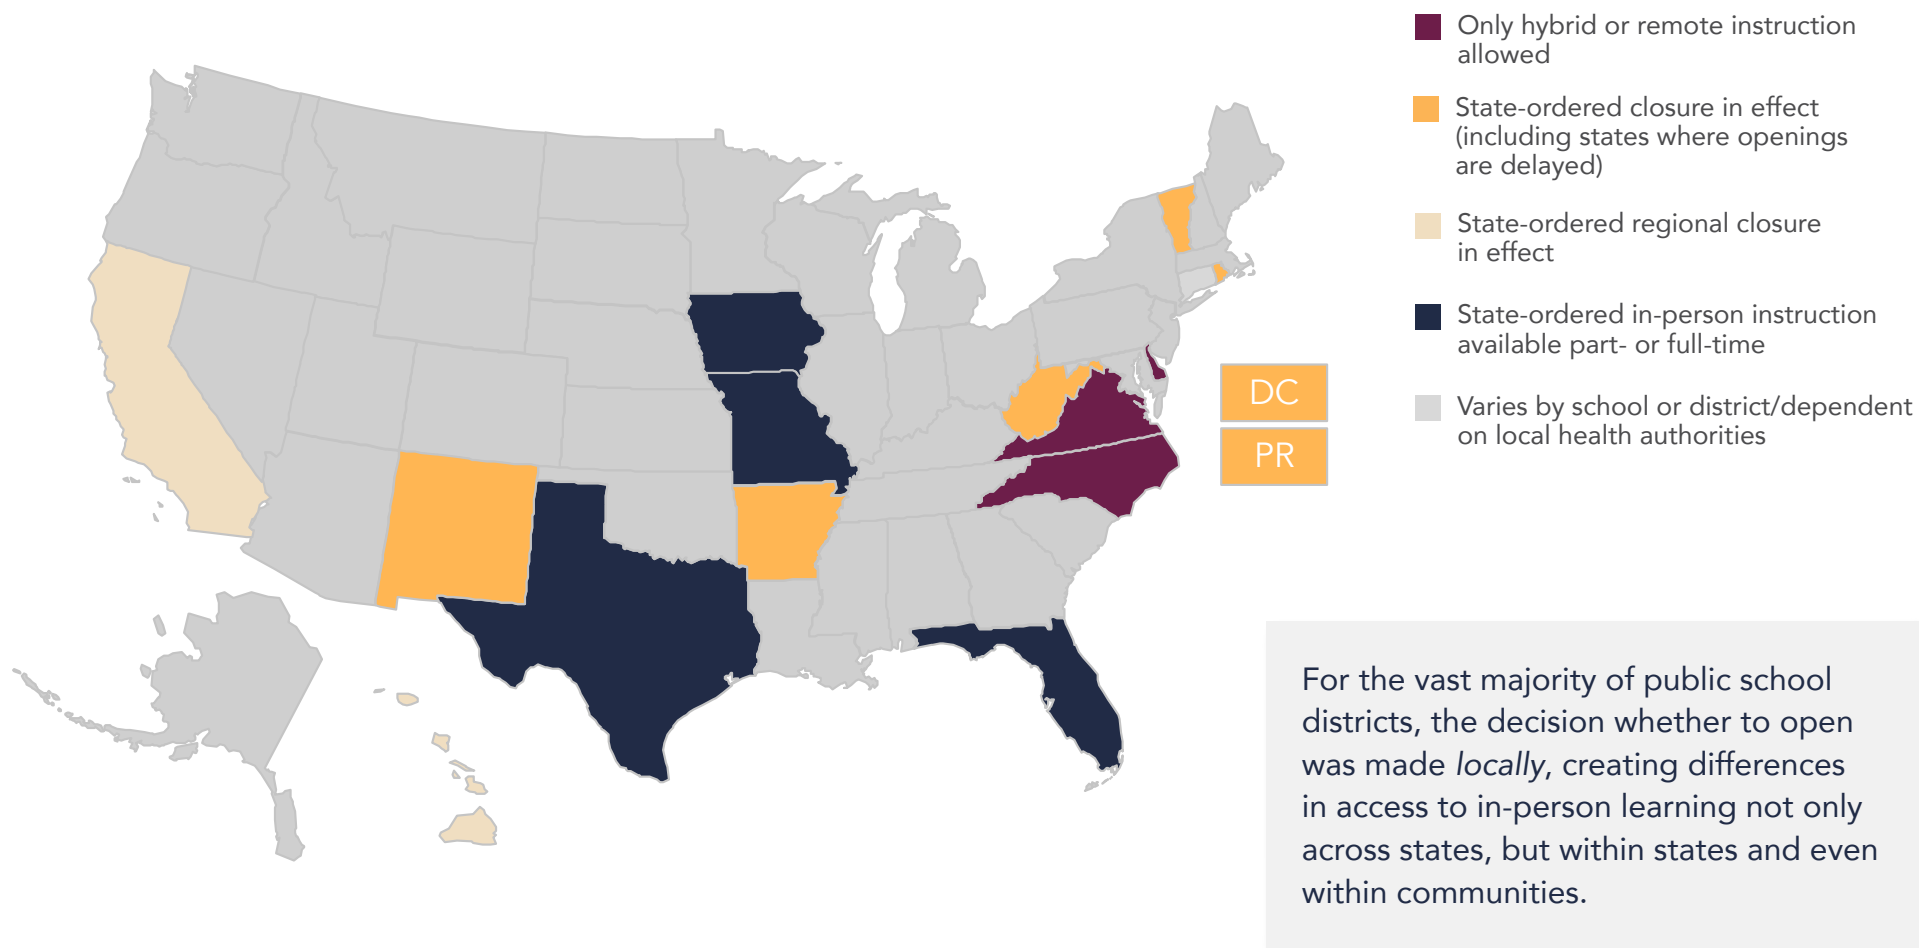 Only hybrid or remote instruction
allowed
State-ordered closure in effect
(including states where openings
are delayed)
State-ordered regional closure
in effect
State-ordered in-person instruction
available part- or full-time
Varies by school or district/dependent
on local health authorities
DC
PR
For the vast majority of public school
districts, the decision whether to open
was made locally, creating differences
in access to in-person learning not only
across states, but within states and even
within communities.